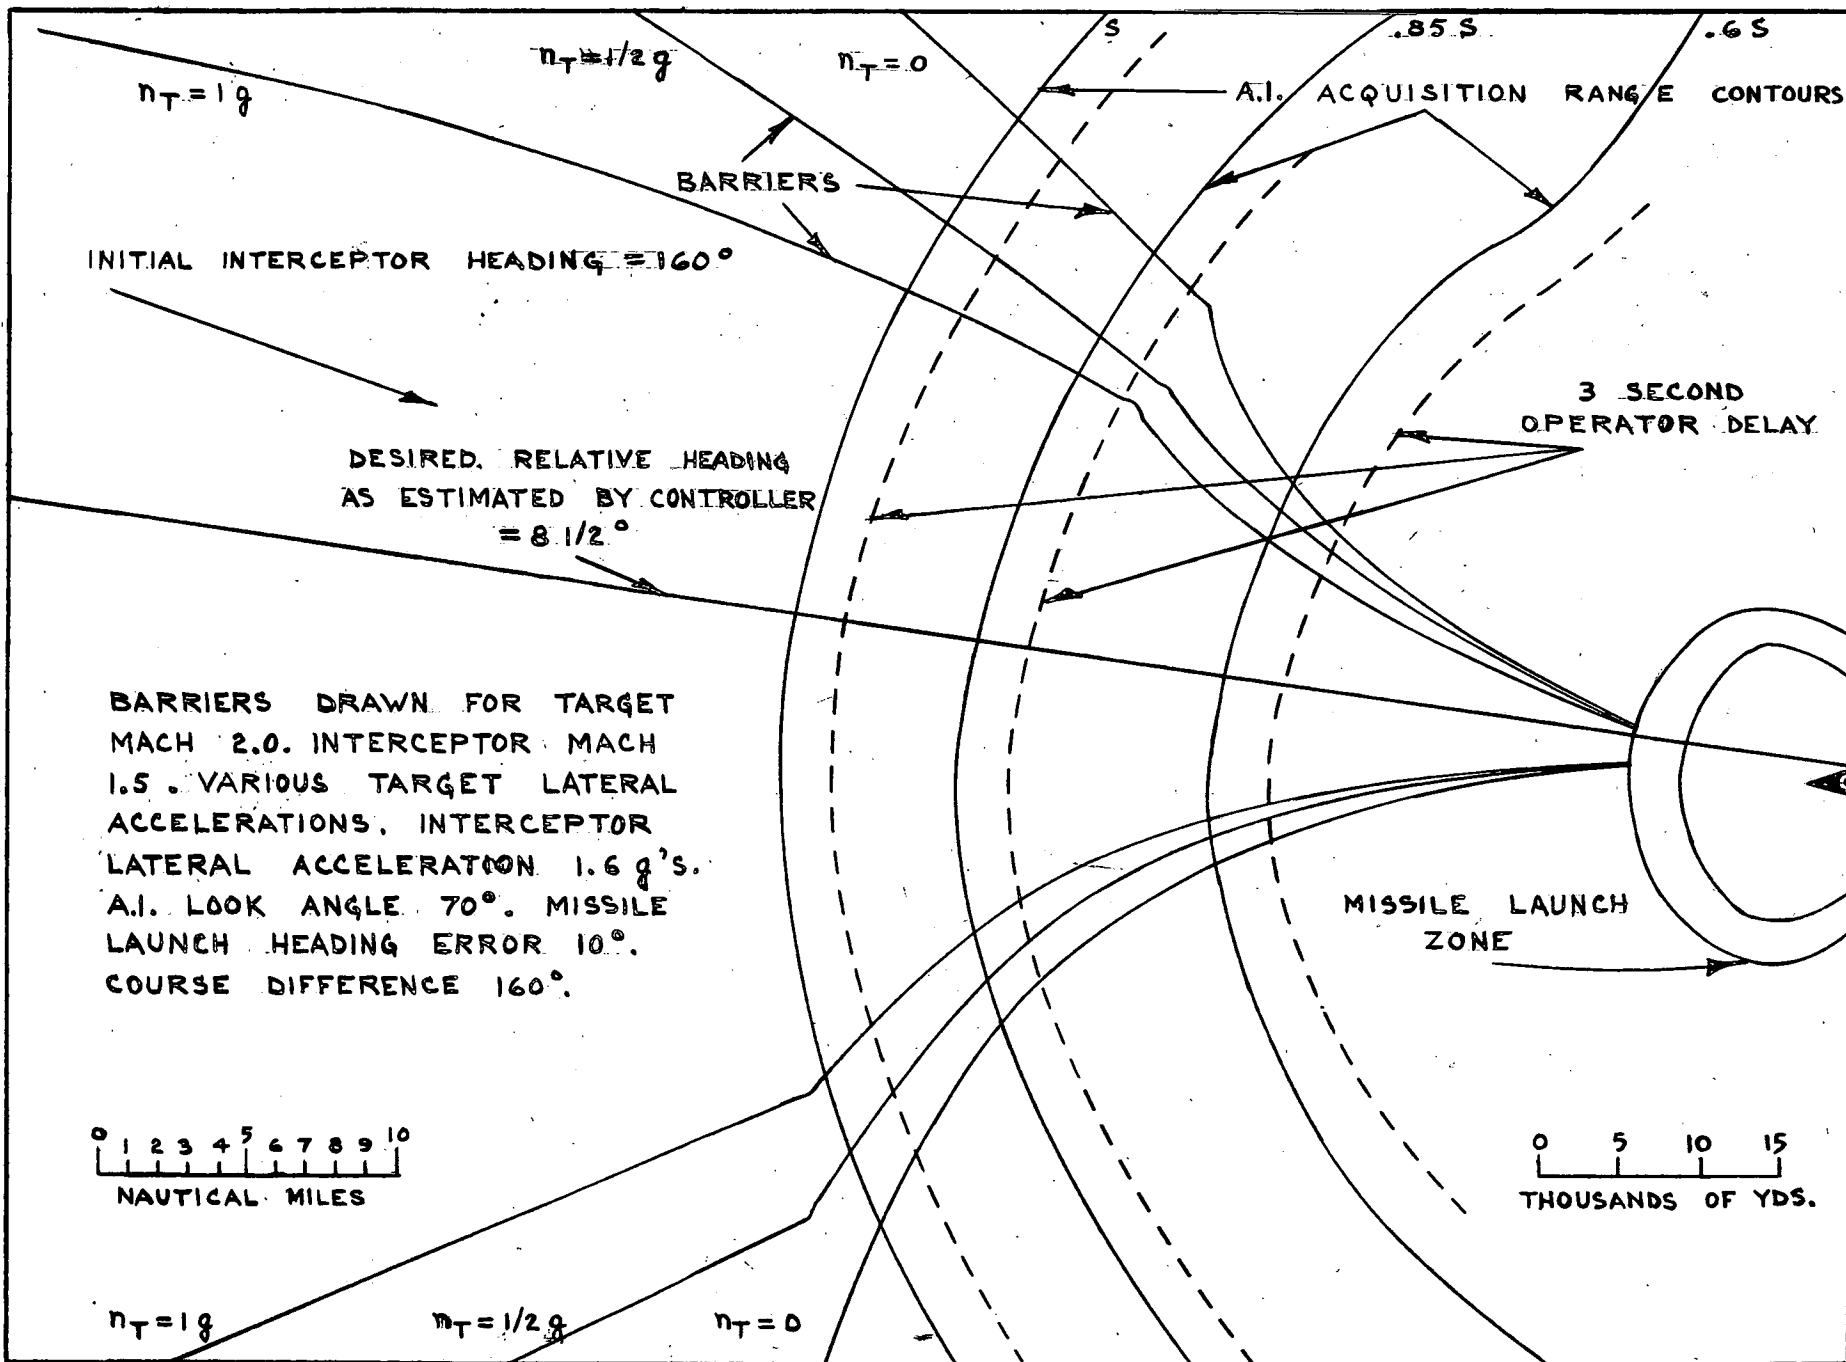 S
.85 S
.6 S
n_T = 1/2 g
n_T = 0
n_T = 1 g
A.I. ACQUISITION RANGE CONTOURS
BARRIERS
INITIAL INTERCEPTOR HEADING = 160°
3 SECOND
OPERATOR DELAY
DESIRED. RELATIVE HEADING
AS ESTIMATED BY CONTROLLER
= 8 1/2°
BARRIERS DRAWN FOR TARGET
MACH 2.0. INTERCEPTOR MACH
1.5. VARIOUS TARGET LATERAL
ACCELERATIONS. INTERCEPTOR
LATERAL ACCELERATION 1.6 g's.
A.I. LOOK ANGLE 70°. MISSILE
LAUNCH HEADING ERROR 10°.
COURSE DIFFERENCE 160°.
MISSILE LAUNCH
ZONE
0 1 2 3 4 5 6 7 8 9 10
NAUTICAL MILES
0 5 10 15
THOUSANDS OF YDS.
n_T = 1 g
n_T = 1/2 g
n_T = 0